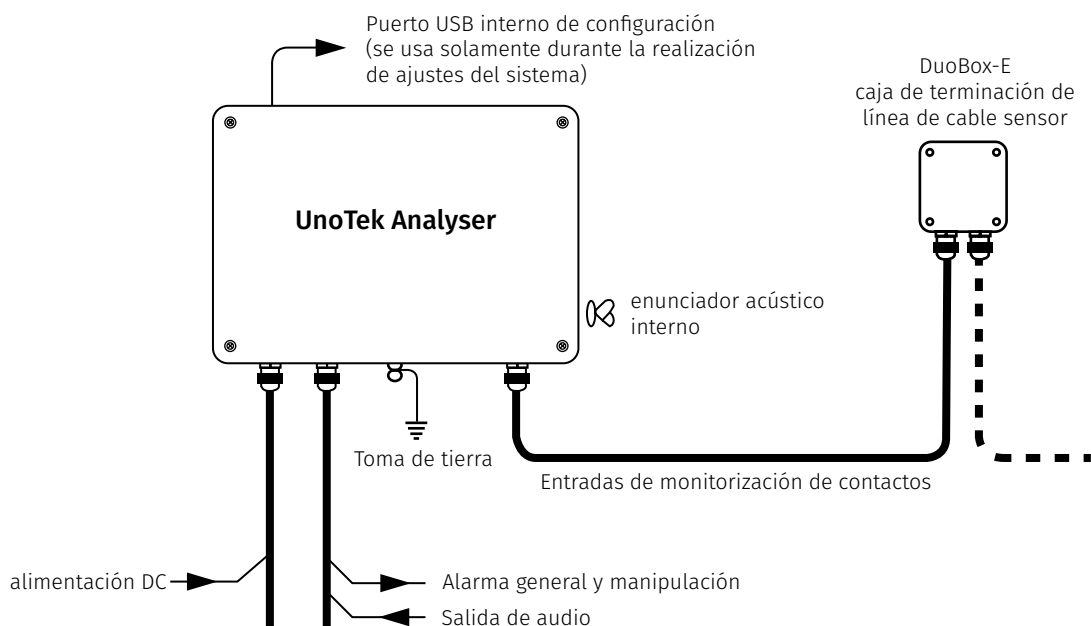 Puerto USB interno de configuración
(se usa solamente durante la realización
de ajustes del sistema)
DuoBox-E
caja de terminación de
línea de cable sensor
UnoTek Analyser
enunciador acústico
interno
Toma de tierra
Entradas de monitorización de contactos
alimentación DC
Alarma general y manipulación
Salida de audio